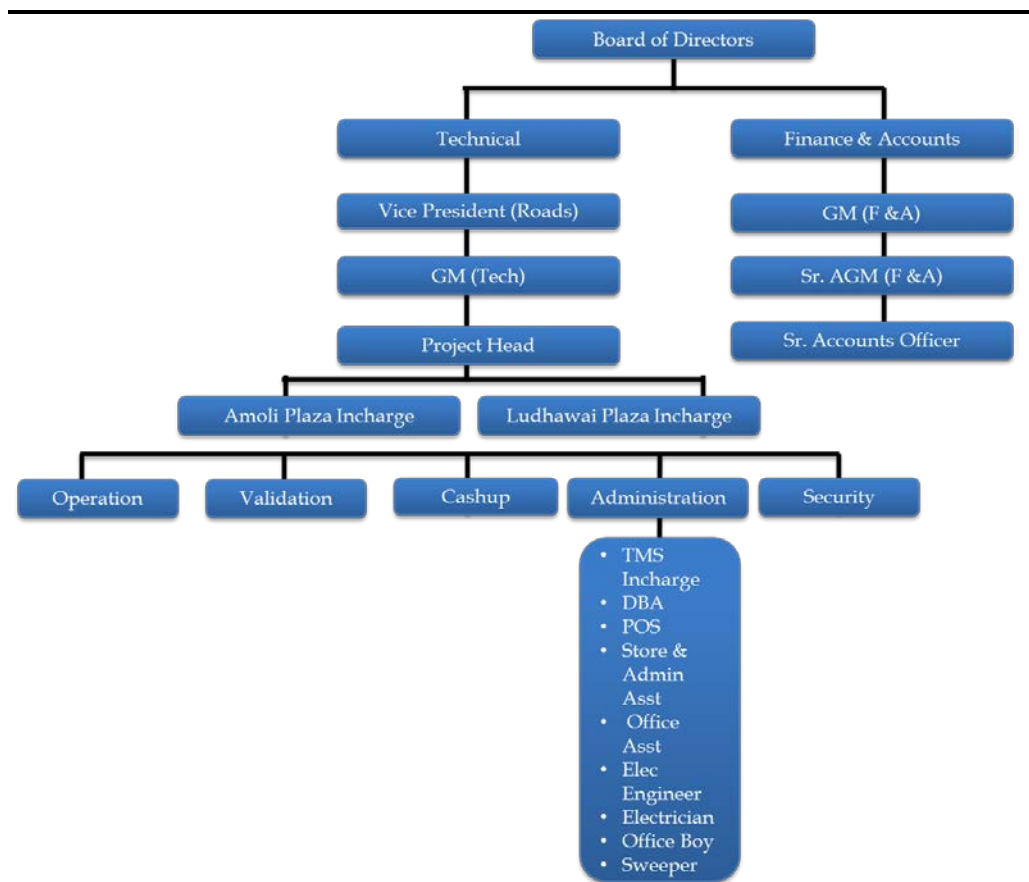 Board of Directors
Technical
Finance & Accounts
Vice President (Roads)
GM (F &A)
GM (Tech)
Sr. AGM (F &A)
Project Head
Sr. Accounts Officer
Amoli Plaza Incharge
Ludhawai Plaza Incharge
Operation
Validation
Cashup
Administration
Security
• TMS
Incharge
• DBA
• POS
• Store &
Admin
Asst
• Office
Asst
• Elec
Engineer
• Electrician
• Office Boy
• Sweeper